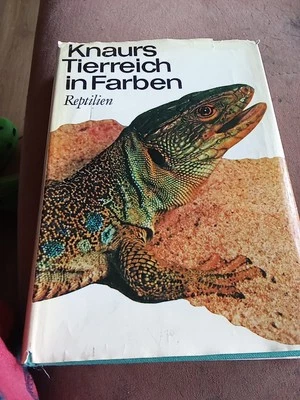 Knaurs
Tierreich
in Farben
Reptilien